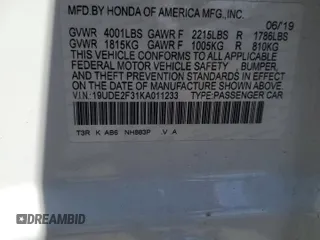 MFD BY HONDA OF AMERICA MFG., INC. 06/19
GVWR 4001LBS GAWR F 2215LBS R 1786LBS
GVWR 1815KG GAWR F 1005KG R 810KG
THIS VEHICLE CONFORMS TO ALL APPLICABLE
FEDERAL MOTOR VEHICLE SAFETY, BUMPER,
AND THEFT PREVENTION STANDARDS IN EFFECT
ON THE DATE OF MANUFACTURE SHOWN ABOVE.
V.I.N: 19UDE2F31KA011233 TYPE: PASSENGER CAR
T3R K AB5 NH883P V A
DREAMBID